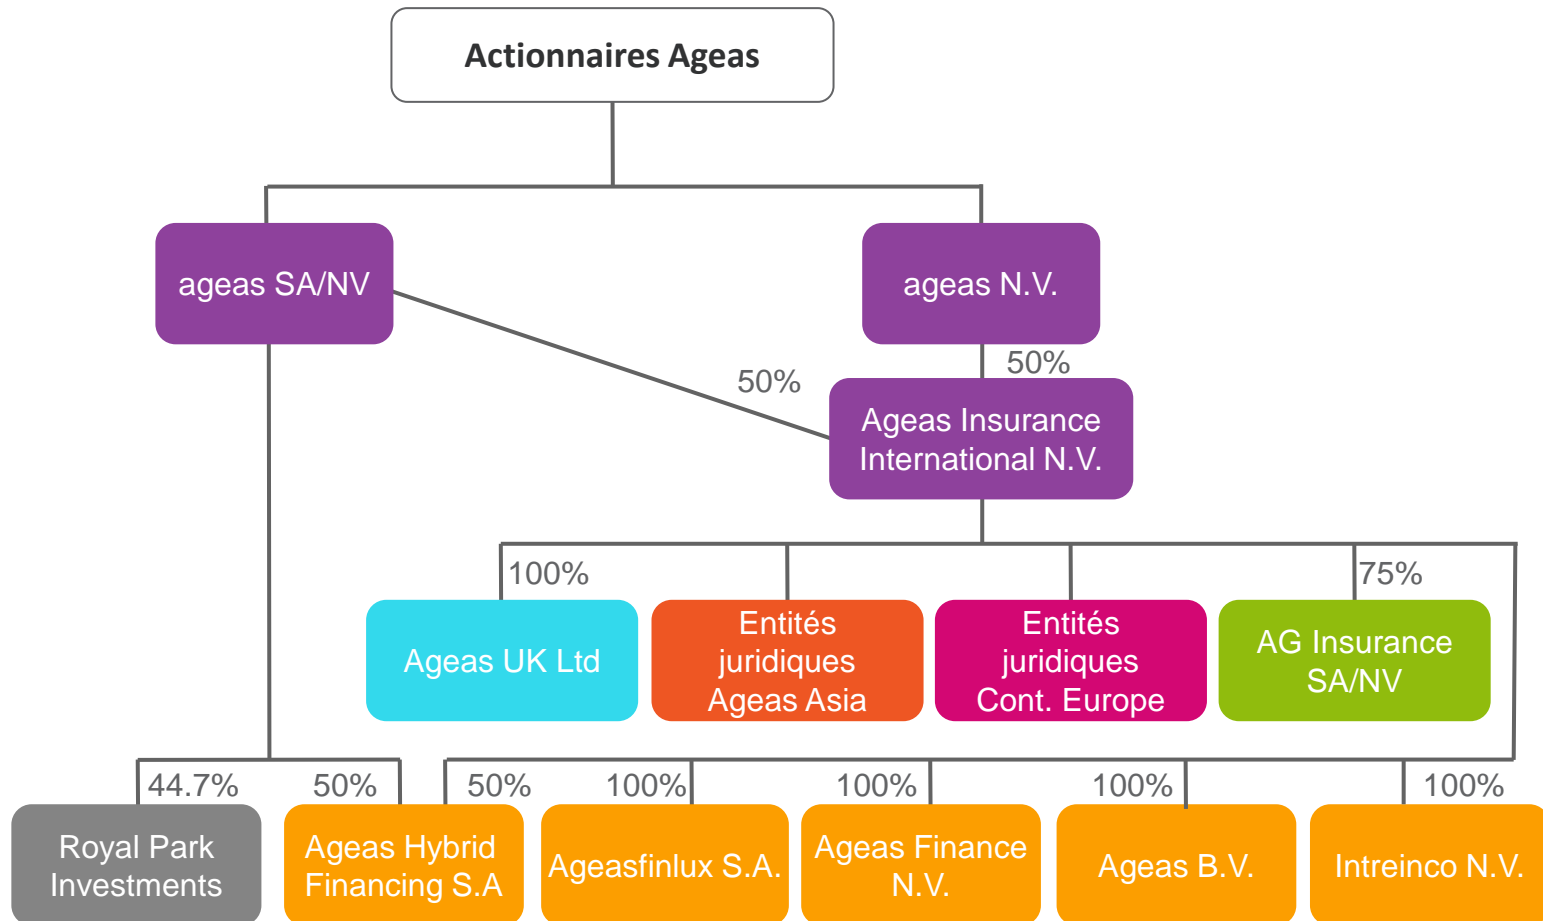 Actionnaires Ageas
ageas SA/NV
ageas N.V.
50%
50%
Ageas Insurance
International N.V.
100%
75%
Ageas UK Ltd
Entités
juridiques
Ageas Asia
Entités
juridiques
Cont. Europe
AG Insurance
SA/NV
44.7%
50%
50%
100%
100%
100%
100%
Royal Park
Investments
Ageas Hybrid
Financing S.A
Ageasfinlux S.A.
Ageas Finance
N.V.
Ageas B.V.
Intreinco N.V.